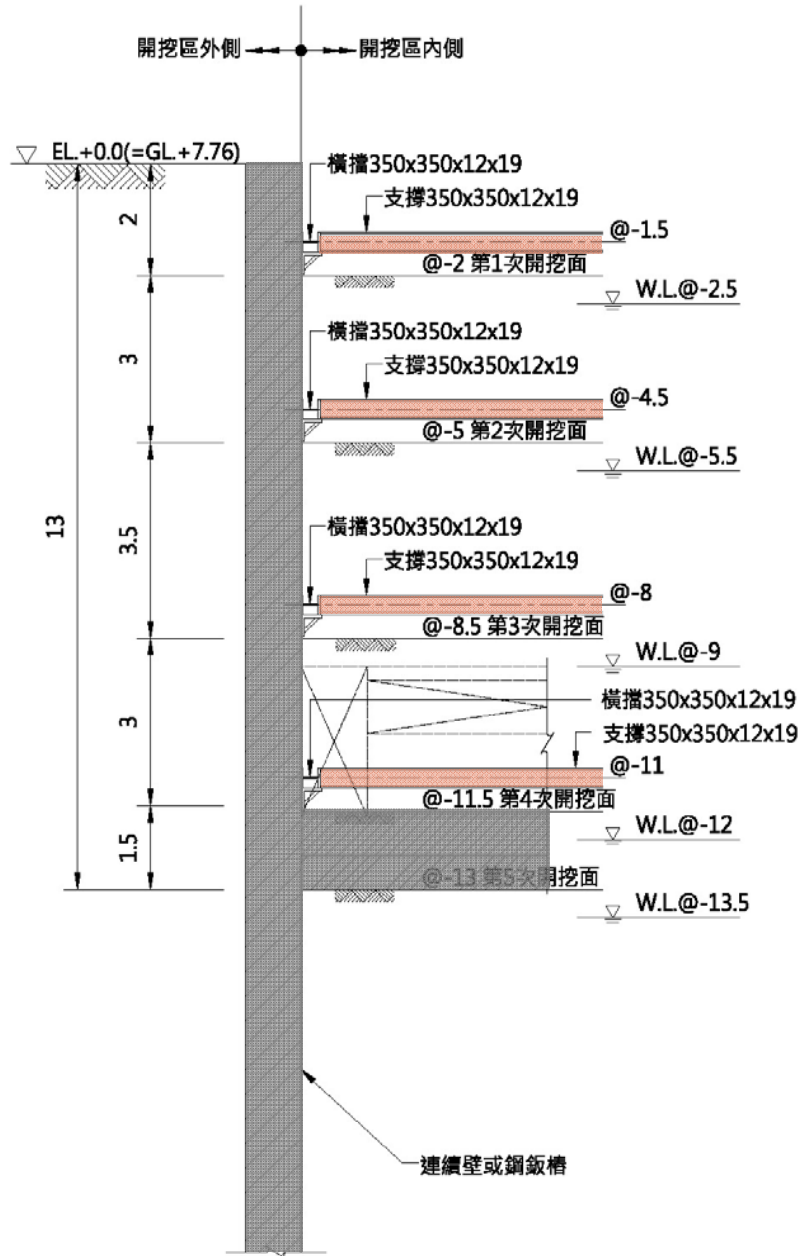 開挖區外側
開挖區內側
EL.+0.0(=GL.+7.76)
橫擋350x350x12x19
支撐350x350x12x19
@-1.5
2
@-2 第1次開挖面
W.L.@-2.5
橫擋350x350x12x19
3
支撐350x350x12x19
@-4.5
@-5 第2次開挖面
W.L.@-5.5
13
橫擋350x350x12x19
3.5
支撐350x350x12x19
@-8
@-8.5 第3次開挖面
W.L.@-9
橫擋350x350x12x19
3
支撐350x350x12x19
@-11
@-11.5 第4次開挖面
W.L.@-12
1.5
@-13 第5次開挖面
W.L.@-13.5
連續壁或鋼鈑樁